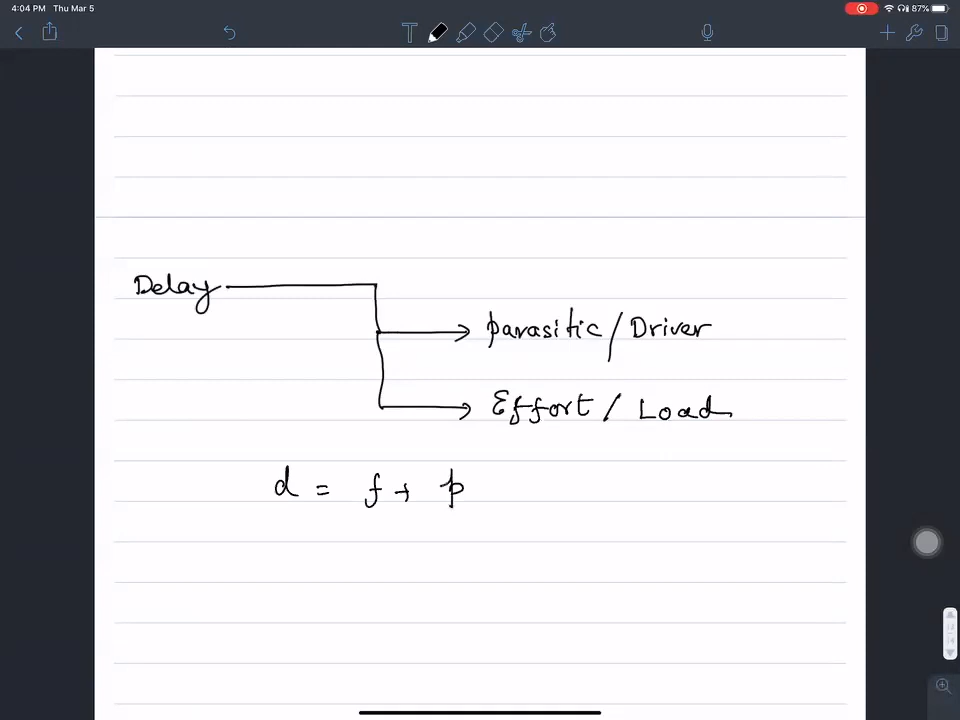 4:04 PM Thu Mar 5
87%
Delay
Parasitic / Driver
Effort / Load
d = f + p